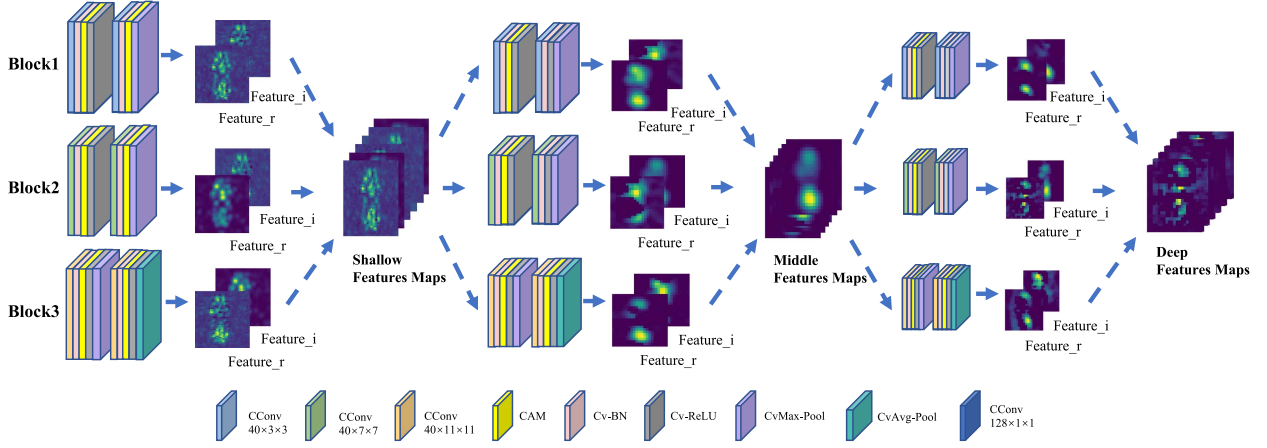 Block1
Feature_i
Feature_r
Feature_i
Feature_r
Feature_i
Feature_r
Block2
Feature_i
Feature_r
Shallow
Features Maps
Feature_i
Feature_r
Middle
Features Maps
Feature_i
Feature_r
Deep
Features Maps
Block3
Feature_i
Feature_r
Feature_i
Feature_r
Feature_i
Feature_r
CConv
40×3×3
CConv
40×7×7
CConv
40×11×11
CAM
Cv-BN
Cv-ReLU
CvMax-Pool
CvAvg-Pool
CConv
128×1×1